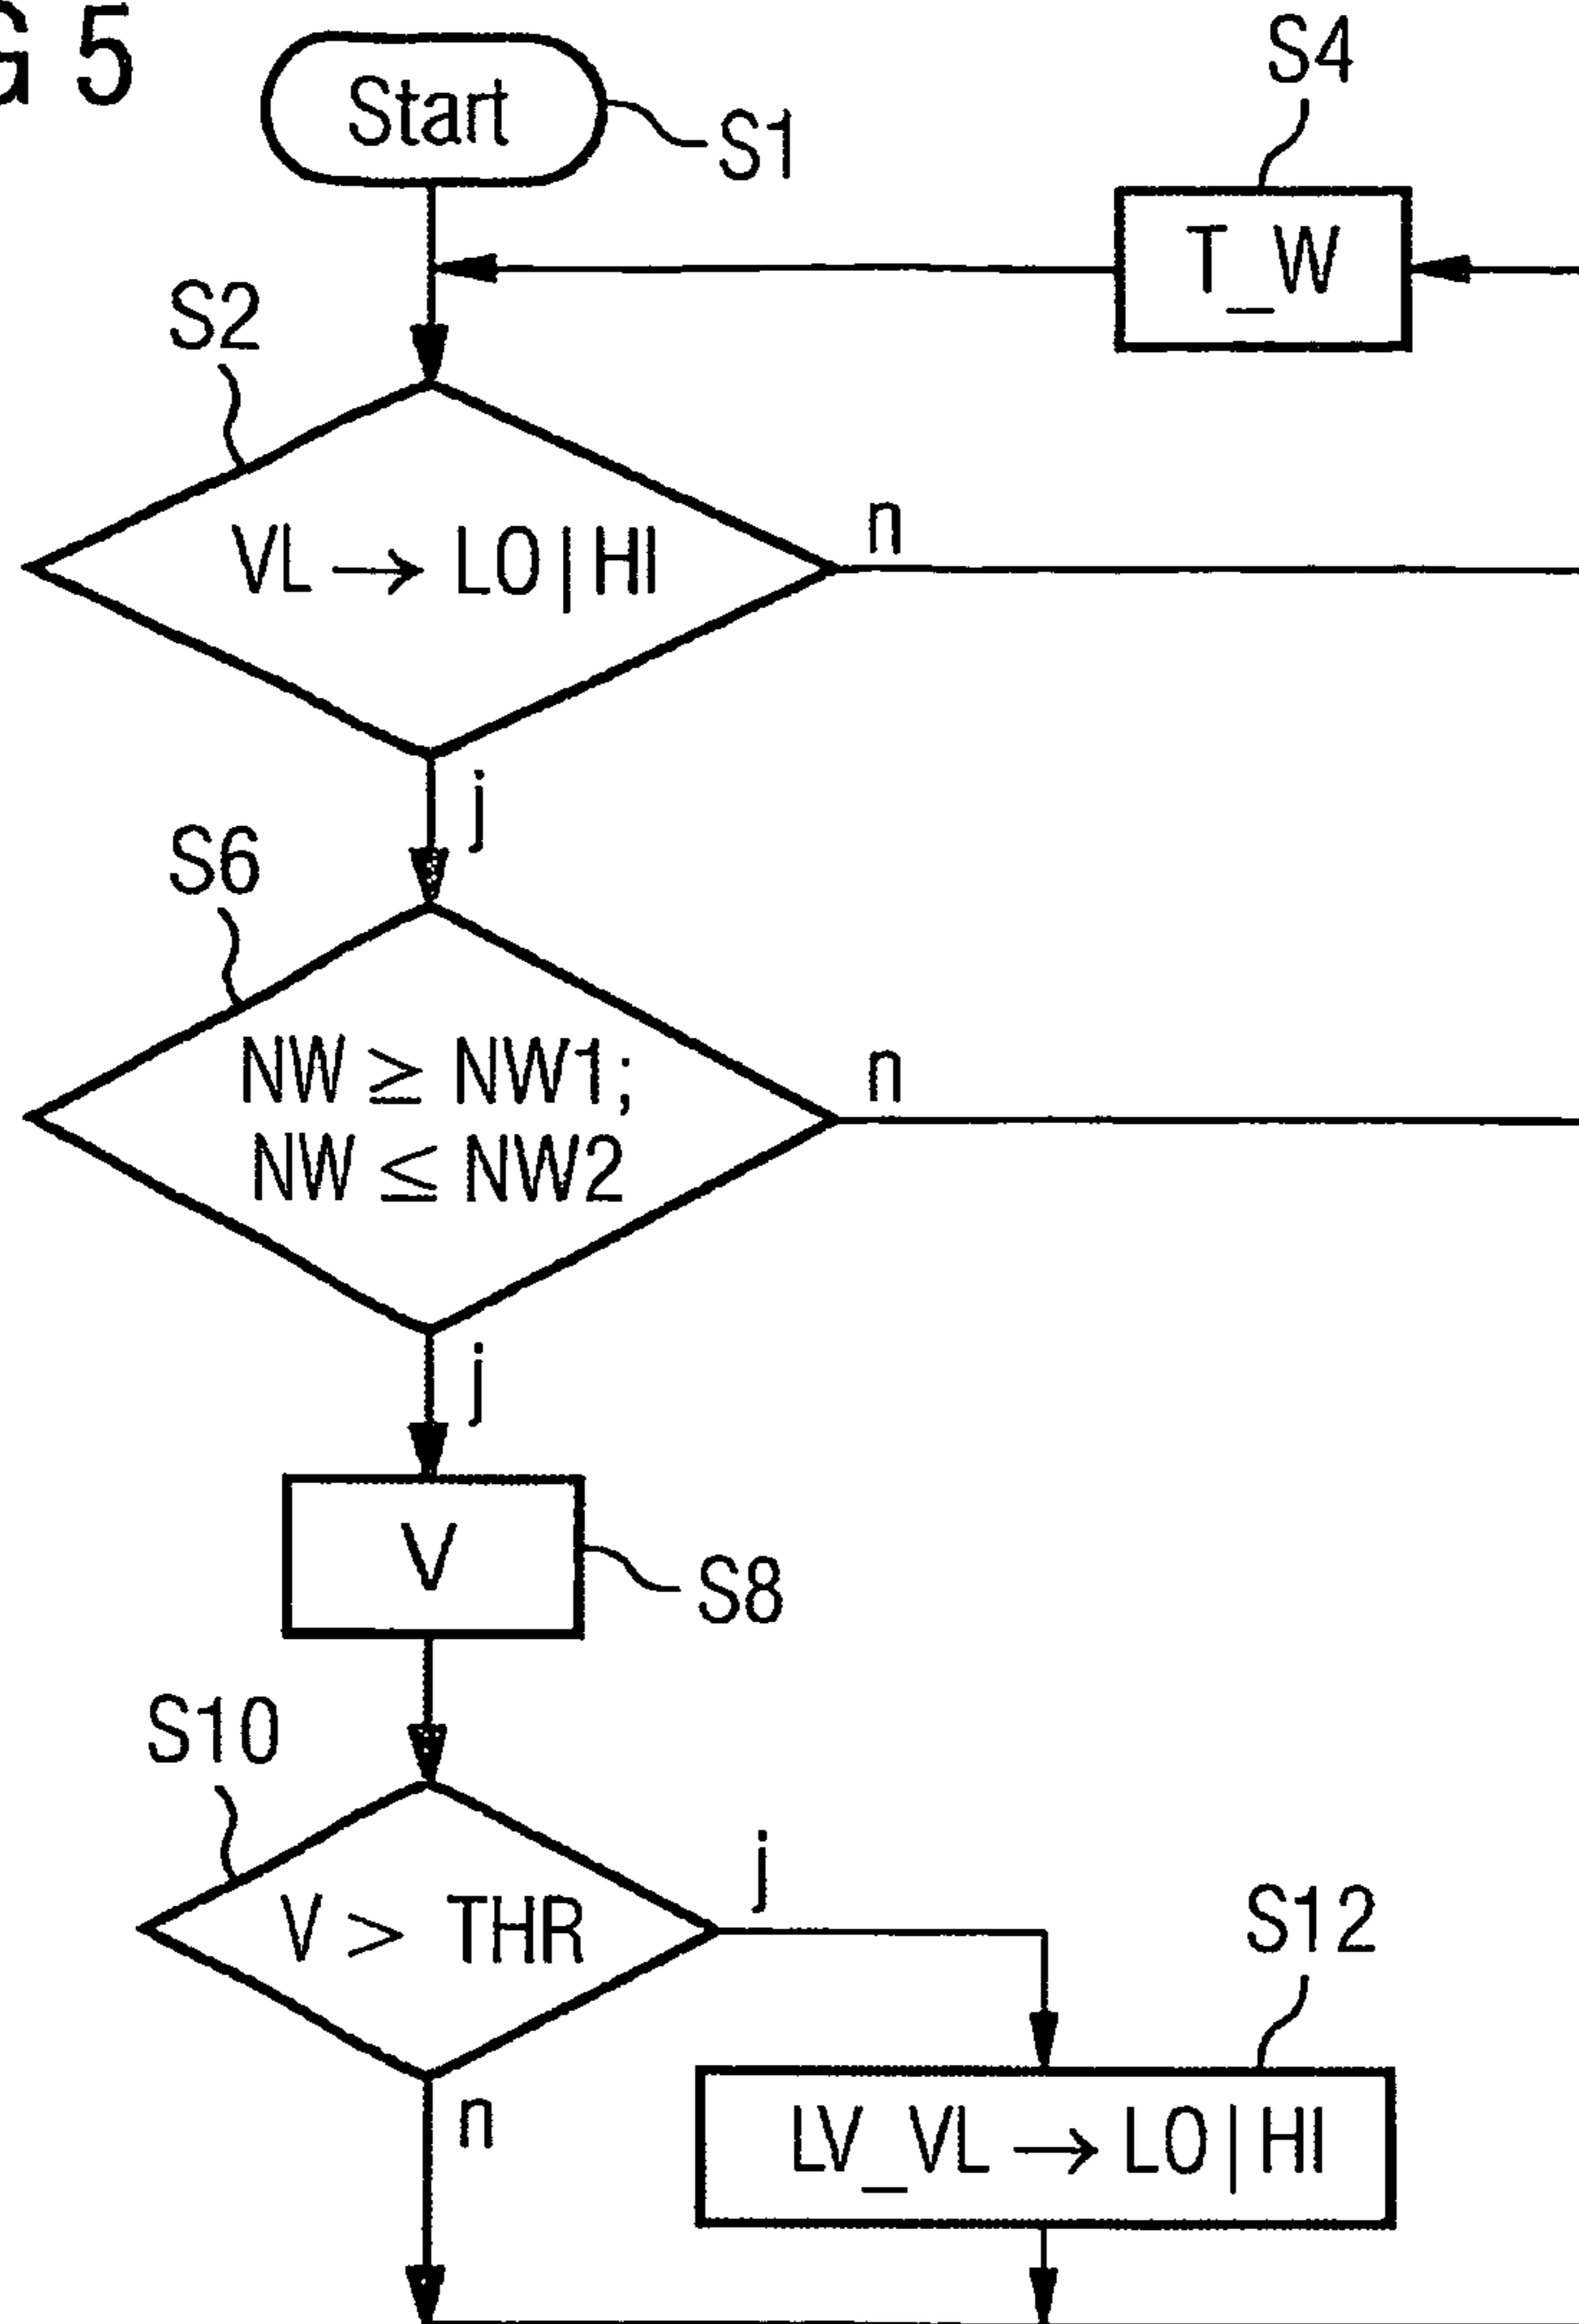 G 5
Start
S1
S4
T_W
S2
VL → LO|HI
n
j
S6
NW ≥ NW1;
NW ≤ NW2
n
j
V
S8
S10
V > THR
j
S12
n
LV_VL → LO|HI